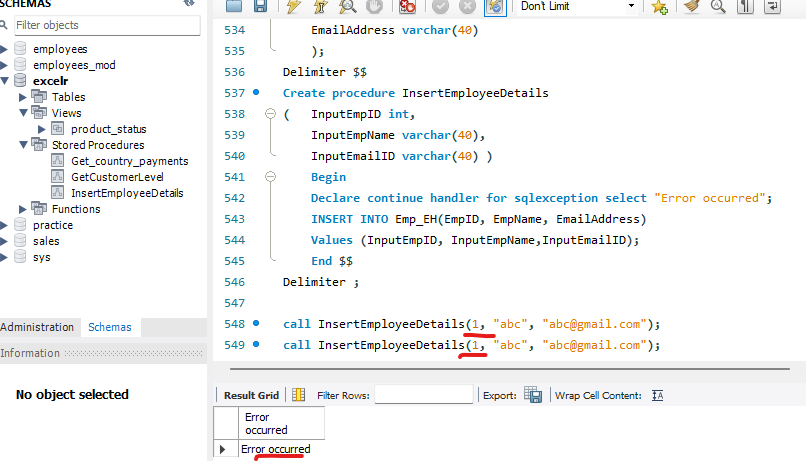 SCHEMAS
Filter objects
employees
employees_mod
excelr
Tables
Views
product_status
Stored Procedures
Get_country_payments
GetCustomerLevel
InsertEmployeeDetails
Functions
practice
sales
sys
Administration Schemas
Information
No object selected
Don't Limit
534 EmailAddress varchar(40)
535 );
536 Delimiter $$
537 Create procedure InsertEmployeeDetails
538 ( InputEmpID int,
539 InputEmpName varchar(40),
540 InputEmailID varchar(40) )
541 Begin
542 Declare continue handler for sqlexception select "Error occurred";
543 INSERT INTO Emp_EH(EmpID, EmpName, EmailAddress)
544 Values (InputEmpID, InputEmpName,InputEmailID);
545 End $$
546 Delimiter ;
547
548 call InsertEmployeeDetails(1, "abc", "abc@gmail.com");
549 call InsertEmployeeDetails(1, "abc", "abc@gmail.com");
Result Grid Filter Rows: Export: Wrap Cell Content:
Error
occurred
Error occurred